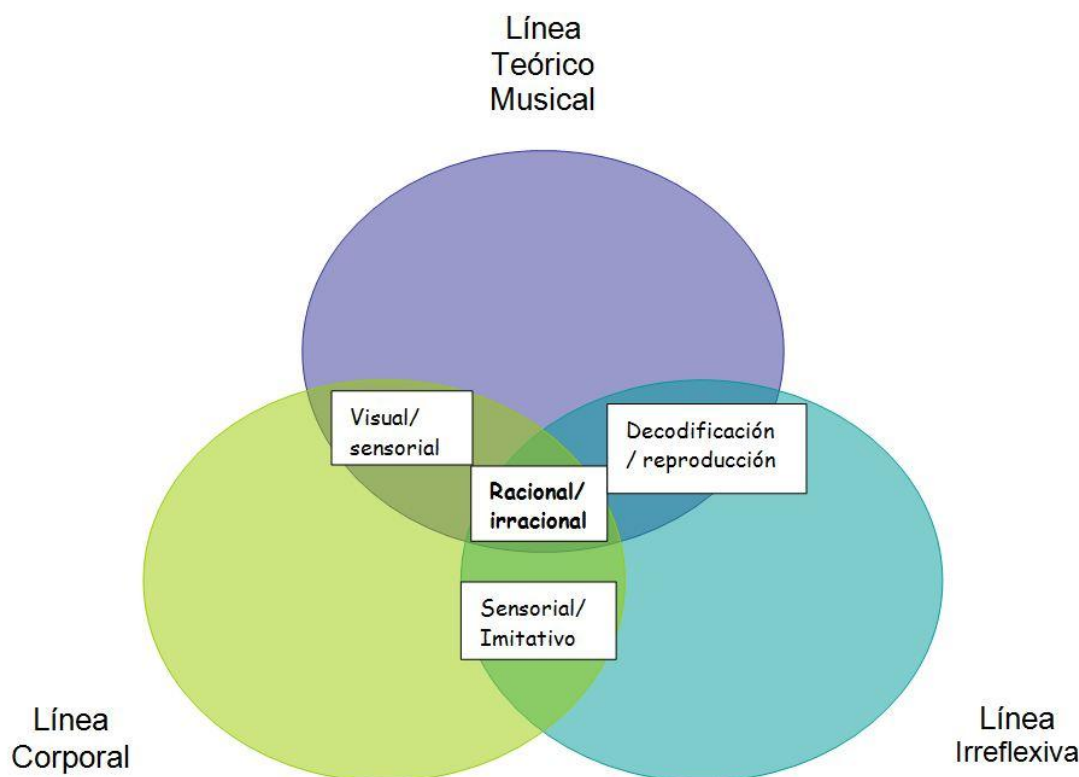 Línea
Teórico
Musical
Visual/
sensorial
Decodificación
/ reproducción
Racional/
irracional
Sensorial/
Imitativo
Línea
Corporal
Línea
Irreflexiva